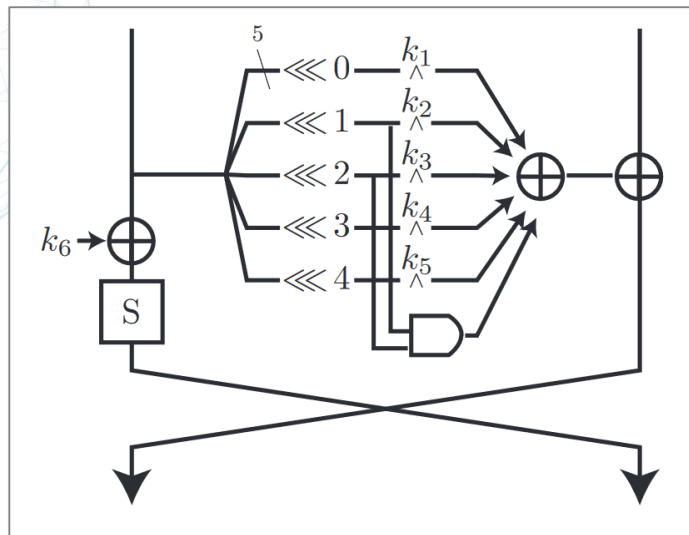 5
⋘ 0 k₁ ∧
⋘ 1 k₂ ∧
⋘ 2 k₃ ∧
⋘ 3 k₄ ∧
⋘ 4 k₅ ∧
k₆
S